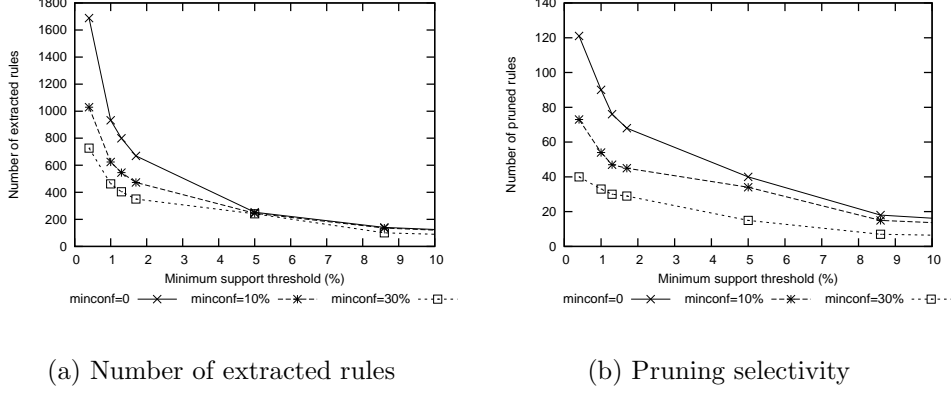 1800
1600
1400
1200
1000
800
600
400
200
0
Number of extracted rules
0 1 2 3 4 5 6 7 8 9 10
Minimum support threshold (%)
minconf=0 minconf=10% minconf=30%
(a) Number of extracted rules
140
120
100
80
60
40
20
0
Number of pruned rules
0 1 2 3 4 5 6 7 8 9 10
Minimum support threshold (%)
minconf=0 minconf=10% minconf=30%
(b) Pruning selectivity